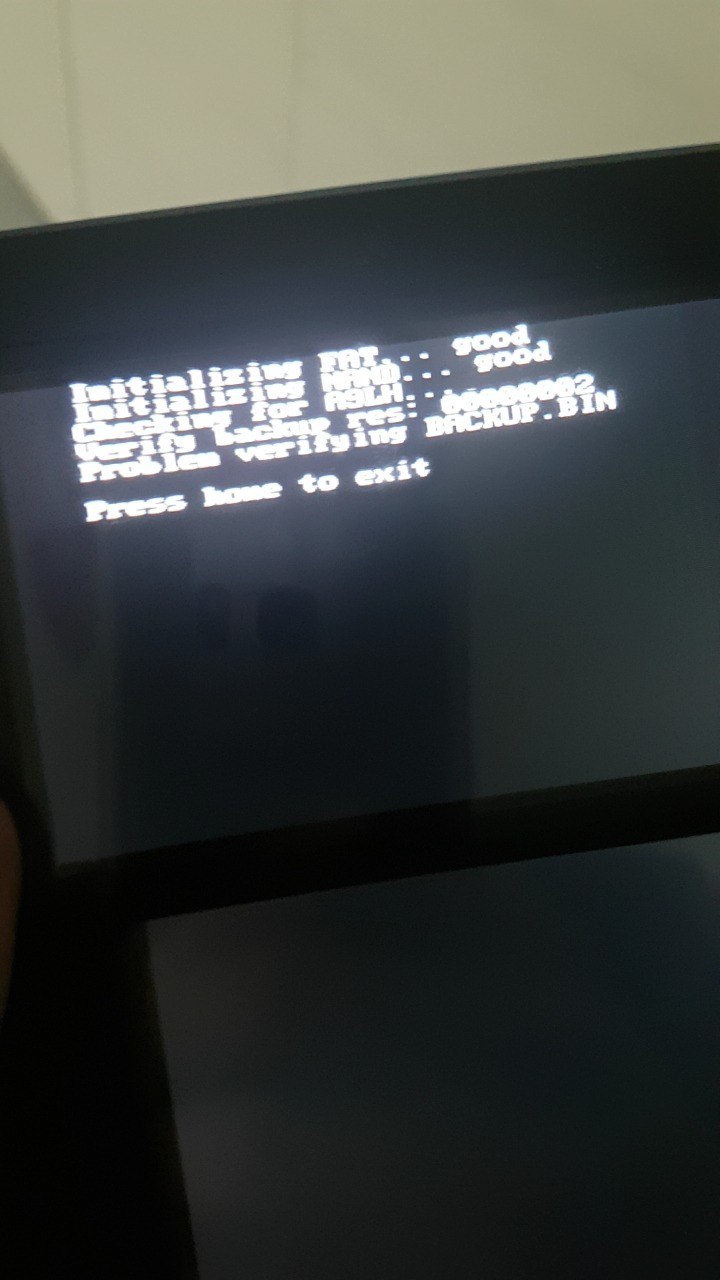 Initializing FAT... good
Initializing NAND... good
Checking for A9LH...
Verify backup res: 00000002
Problem verifying BACKUP.BIN
Press home to exit